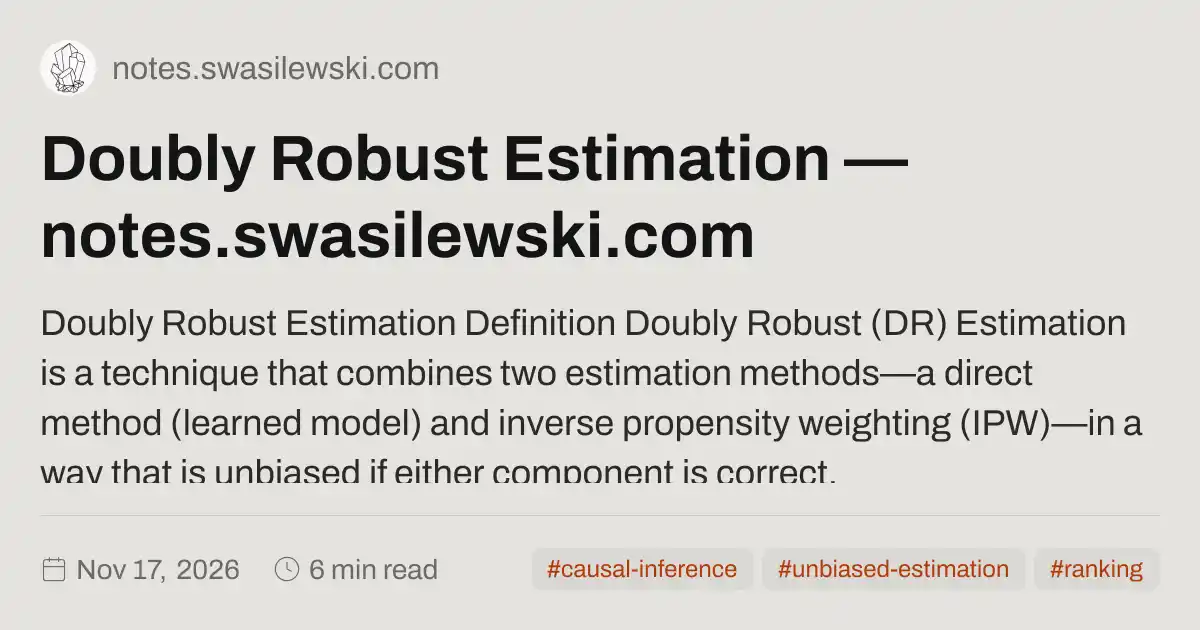 notes.swasilewski.com
Doubly Robust Estimation —
notes.swasilewski.com
Doubly Robust Estimation Definition Doubly Robust (DR) Estimation
is a technique that combines two estimation methods—a direct
method (learned model) and inverse propensity weighting (IPW)—in a
way that is unbiased if either component is correct.
Nov 17, 2026 6 min read #causal-inference #unbiased-estimation #ranking